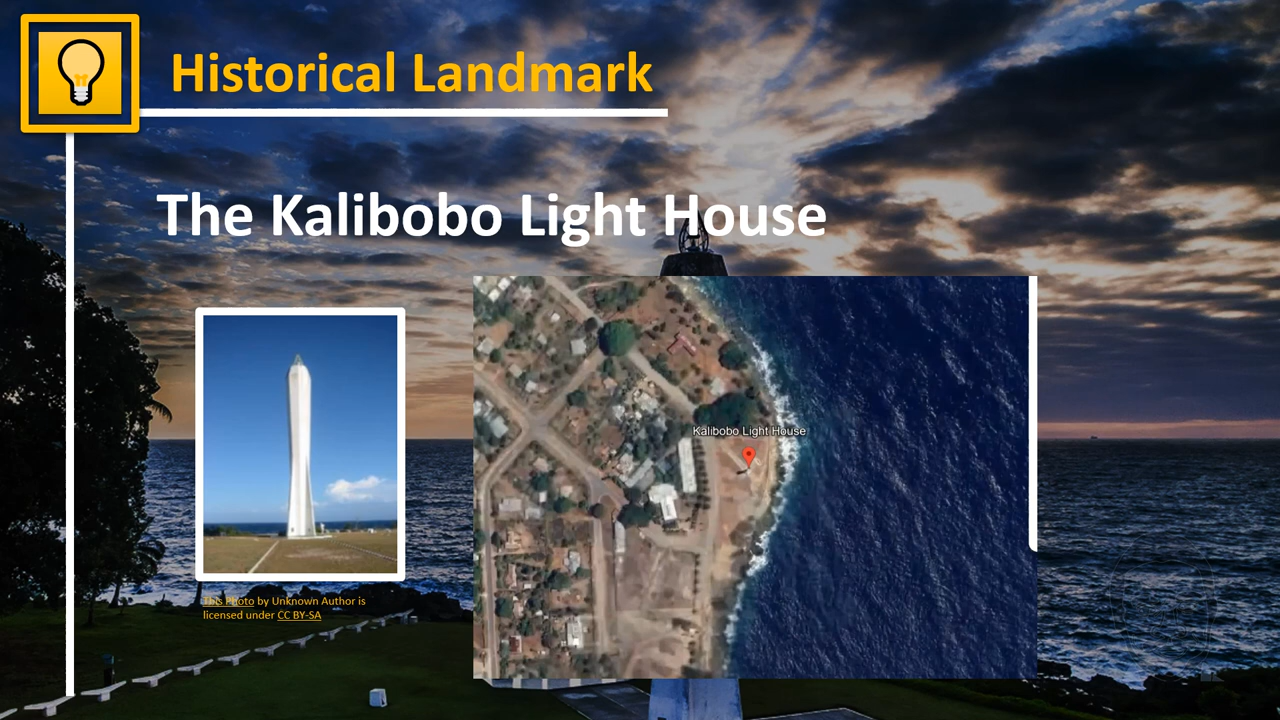 Historical Landmark
The Kalibobo Light House
Kalibobo Light House
This Photo by Unknown Author is
licensed under CC BY-SA